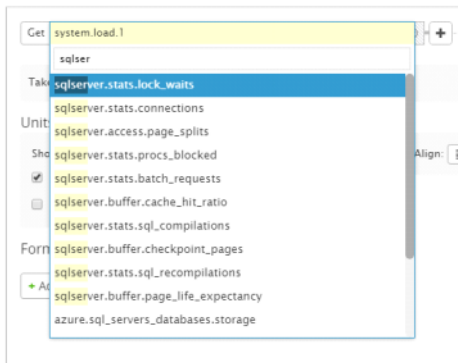 Get system.load.1
sqlser
Take
sqlserver.stats.lock_waits
sqlserver.stats.connections
Units
sqlserver.access.page_splits
Sho
sqlserver.stats.procs_blocked
Align:
sqlserver.stats.batch_requests
sqlserver.buffer.cache_hit_ratio
sqlserver.stats.sql_compilations
Form
sqlserver.buffer.checkpoint_pages
sqlserver.stats.sql_recompilations
+ Ad
sqlserver.buffer.page_life_expectancy
azure.sql_servers_databases.storage